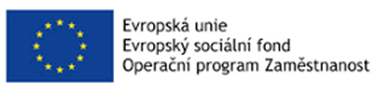 Evropská unie
Evropský sociální fond
Operační program Zaměstnanost